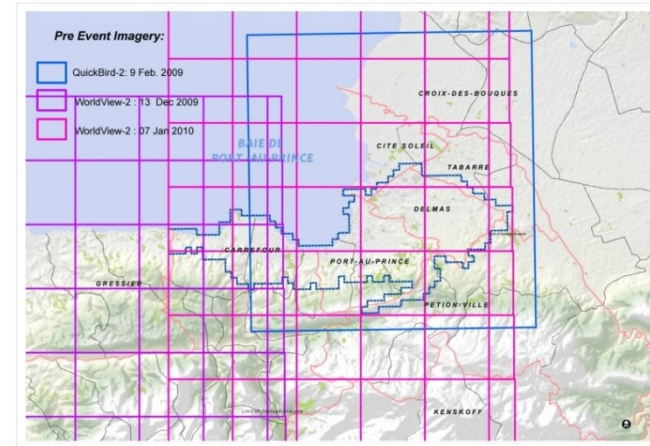 Pre Event Imagery:
QuickBird-2: 9 Feb. 2009
WorldView-2 : 13 Dec 2009
WorldView-2 : 07 Jan 2010
CROIX-DES-BOUQUES
BAIE DE
PORT-AU-PRINCE
CITE SOLEIL
TABARRE
DELMAS
CARREFOUR
PORT-AU-PRINCE
GRESSIER
PETION-VILLE
KENSKOFF